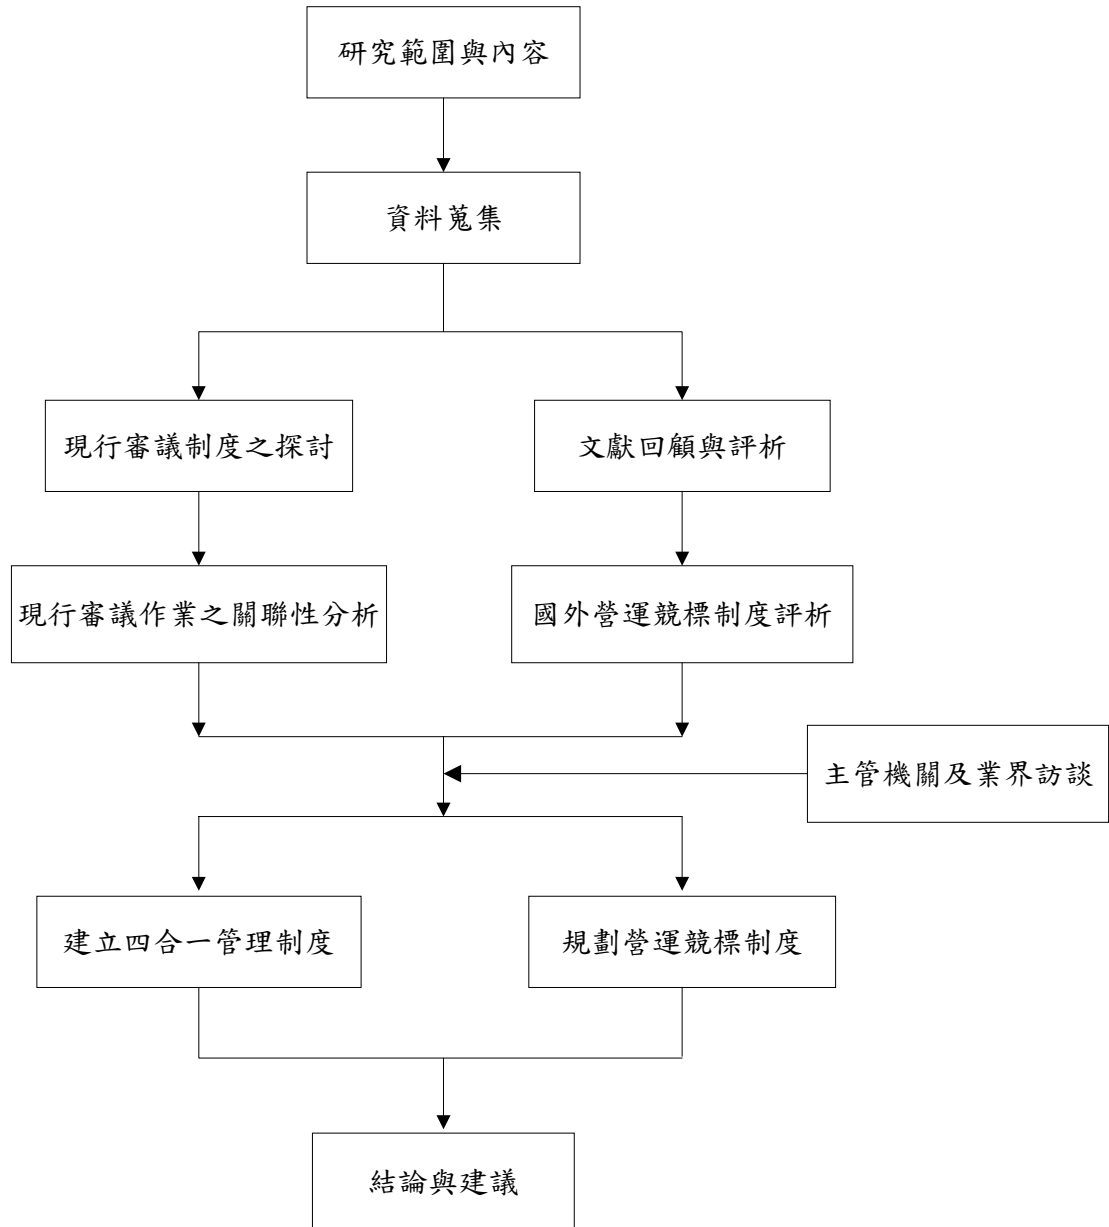 研究範圍與內容
資料蒐集
現行審議制度之探討
文獻回顧與評析
現行審議作業之關聯性分析
國外營運競標制度評析
主管機關及業界訪談
建立四合一管理制度
規劃營運競標制度
結論與建議